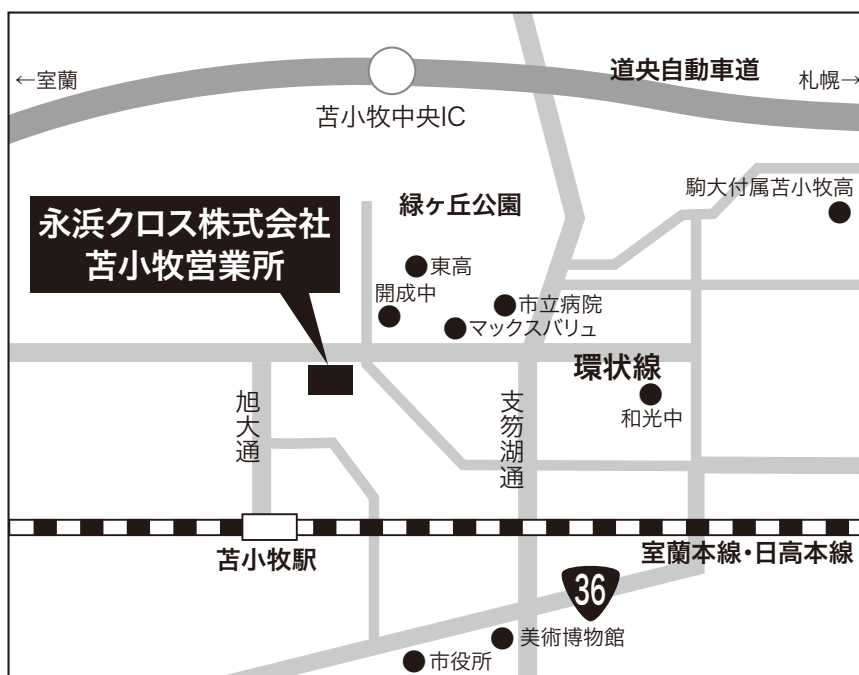 ←室蘭
道央自動車道
札幌→
苫小牧中央IC
駒大付属苫小牧高
緑ヶ丘公園
永浜クロス株式会社
苫小牧営業所
東高
開成中
市立病院
マックスバリュ
環状線
和光中
旭大通
支笏湖通
苫小牧駅
室蘭本線・日高本線
36
美術博物館
市役所